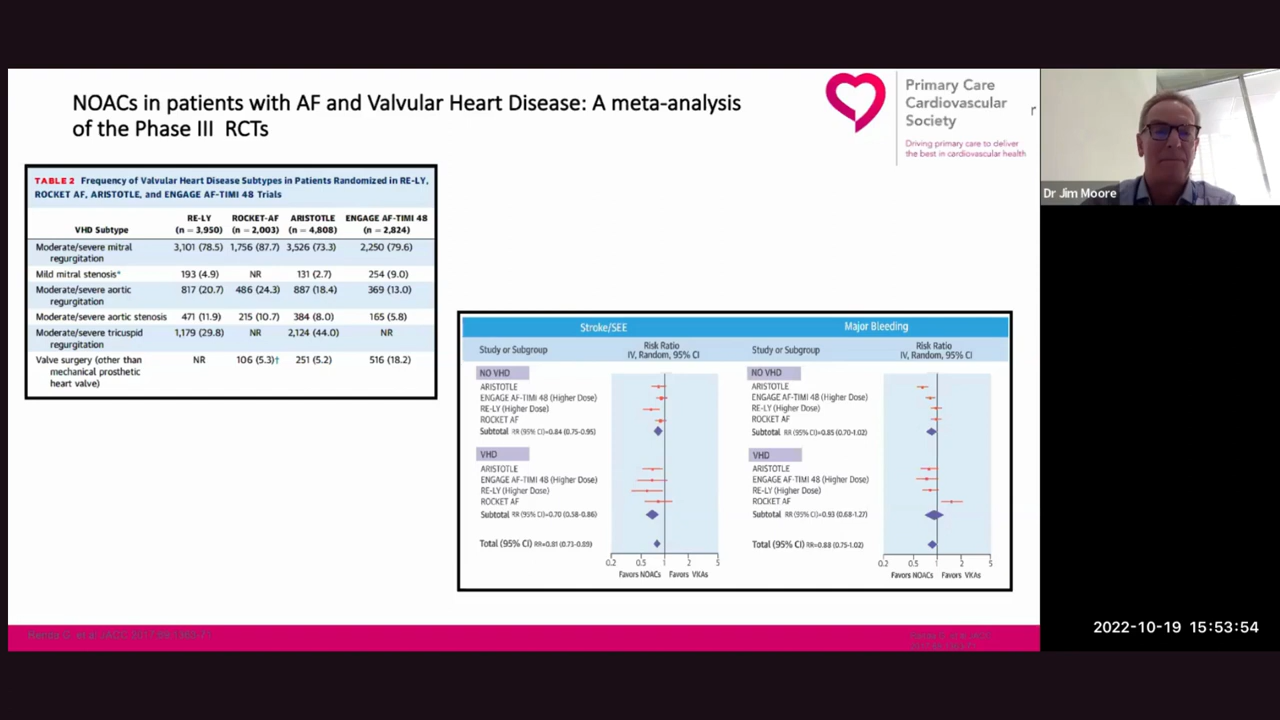 NOACs in patients with AF and Valvular Heart Disease: A meta-analysis
of the Phase III RCTs
Primary Care
Cardiovascular
Society
Driving primary care to deliver
the best in cardiovascular health
r
Dr Jim Moore
TABLE 2 Frequency of Valvular Heart Disease Subtypes in Patients Randomized in RE-LY,
ROCKET AF, ARISTOTLE, and ENGAGE AF-TIMI 48 Trials
RE-LY ROCKET-AF ARISTOTLE ENGAGE AF-TIMI 48
VHD Subtype (n = 3,950) (n = 2,003) (n = 4,808) (n = 2,824)
Moderate/severe mitral 3,101 (78.5) 1,756 (87.7) 3,526 (73.3) 2,250 (79.6)
regurgitation
Mild mitral stenosis* 193 (4.9) NR 131 (2.7) 254 (9.0)
Moderate/severe aortic 817 (20.7) 486 (24.3) 887 (18.4) 369 (13.0)
regurgitation
Moderate/severe aortic stenosis 471 (11.9) 215 (10.7) 384 (8.0) 165 (5.8)
Moderate/severe tricuspid 1,179 (29.8) NR 2,124 (44.0) NR
regurgitation
Valve surgery (other than NR 106 (5.3)† 251 (5.2) 516 (18.2)
mechanical prosthetic
heart valve)
Stroke/SEE
Study or Subgroup
Risk Ratio
IV, Random, 95% CI
NO VHD
ARISTOTLE
ENGAGE AF-TIMI 48 (Higher Dose)
RE-LY (Higher Dose)
ROCKET AF
Subtotal RR (95% CI)=0.84 (0.75-0.95)
VHD
ARISTOTLE
ENGAGE AF-TIMI 48 (Higher Dose)
RE-LY (Higher Dose)
ROCKET AF
Subtotal RR (95% CI)=0.70 (0.58-0.86)
Total (95% CI) RR=0.81 (0.73-0.89)
0.2 0.5 1 2 5
Favors NOACs Favors VKAs
Major Bleeding
Study or Subgroup
Risk Ratio
IV, Random, 95% CI
NO VHD
ARISTOTLE
ENGAGE AF-TIMI 48 (Higher Dose)
RE-LY (Higher Dose)
ROCKET AF
Subtotal RR (95% CI)=0.85 (0.70-1.02)
VHD
ARISTOTLE
ENGAGE AF-TIMI 48 (Higher Dose)
RE-LY (Higher Dose)
ROCKET AF
Subtotal RR (95% CI)=0.93 (0.68-1.27)
Total (95% CI) RR=0.88 (0.75-1.02)
0.2 0.5 1 2 5
Favors NOACs Favors VKAs
G. et al JACC 2017;69:1363-71
2022-10-19 15:53:54